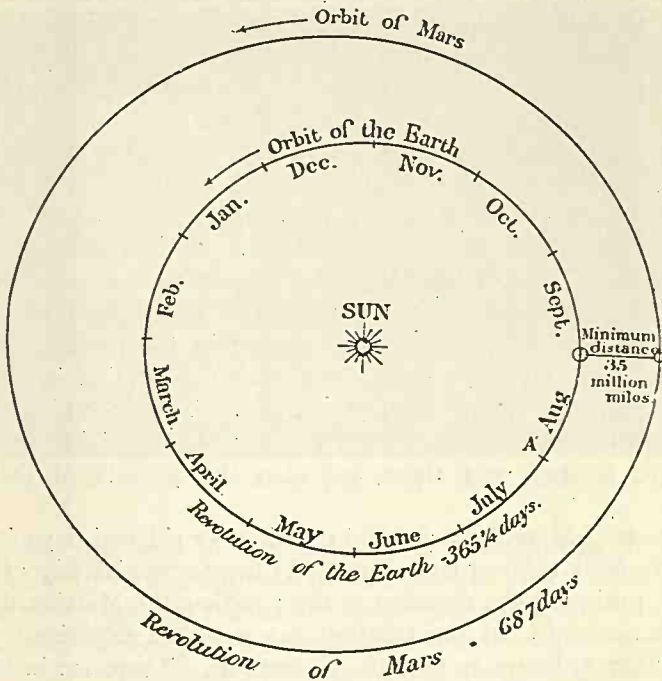 Orbit of Mars
Orbit of the Earth
Dec.
Nov.
Jan.
Oct.
Feb.
Sept.
SUN
Minimum
distance
35
million
miles
March
Aug
A'
April
July
May
June
Revolution of the Earth -365¼ days.
Revolution of Mars . 687 days